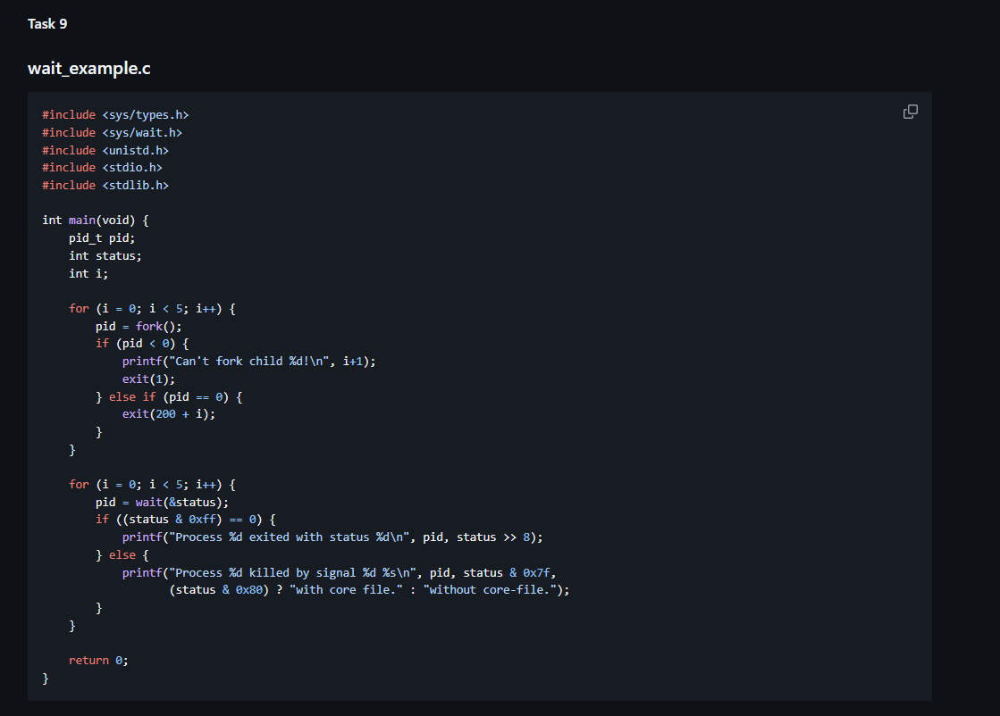 Task 9
wait_example.c
#include <sys/types.h>
#include <sys/wait.h>
#include <unistd.h>
#include <stdio.h>
#include <stdlib.h>
int main(void) {
    pid_t pid;
    int status;
    int i;
    for (i = 0; i < 5; i++) {
        pid = fork();
        if (pid < 0) {
            printf("Can't fork child %d!\n", i+1);
            exit(1);
        } else if (pid == 0) {
            exit(200 + i);
        }
    }
    for (i = 0; i < 5; i++) {
        pid = wait(&status);
        if ((status & 0xff) == 0) {
            printf("Process %d exited with status %d\n", pid, status >> 8);
        } else {
            printf("Process %d killed by signal %d %s\n", pid, status & 0x7f,
                   (status & 0x80) ? "with core file." : "without core-file.");
        }
    }
    return 0;
}